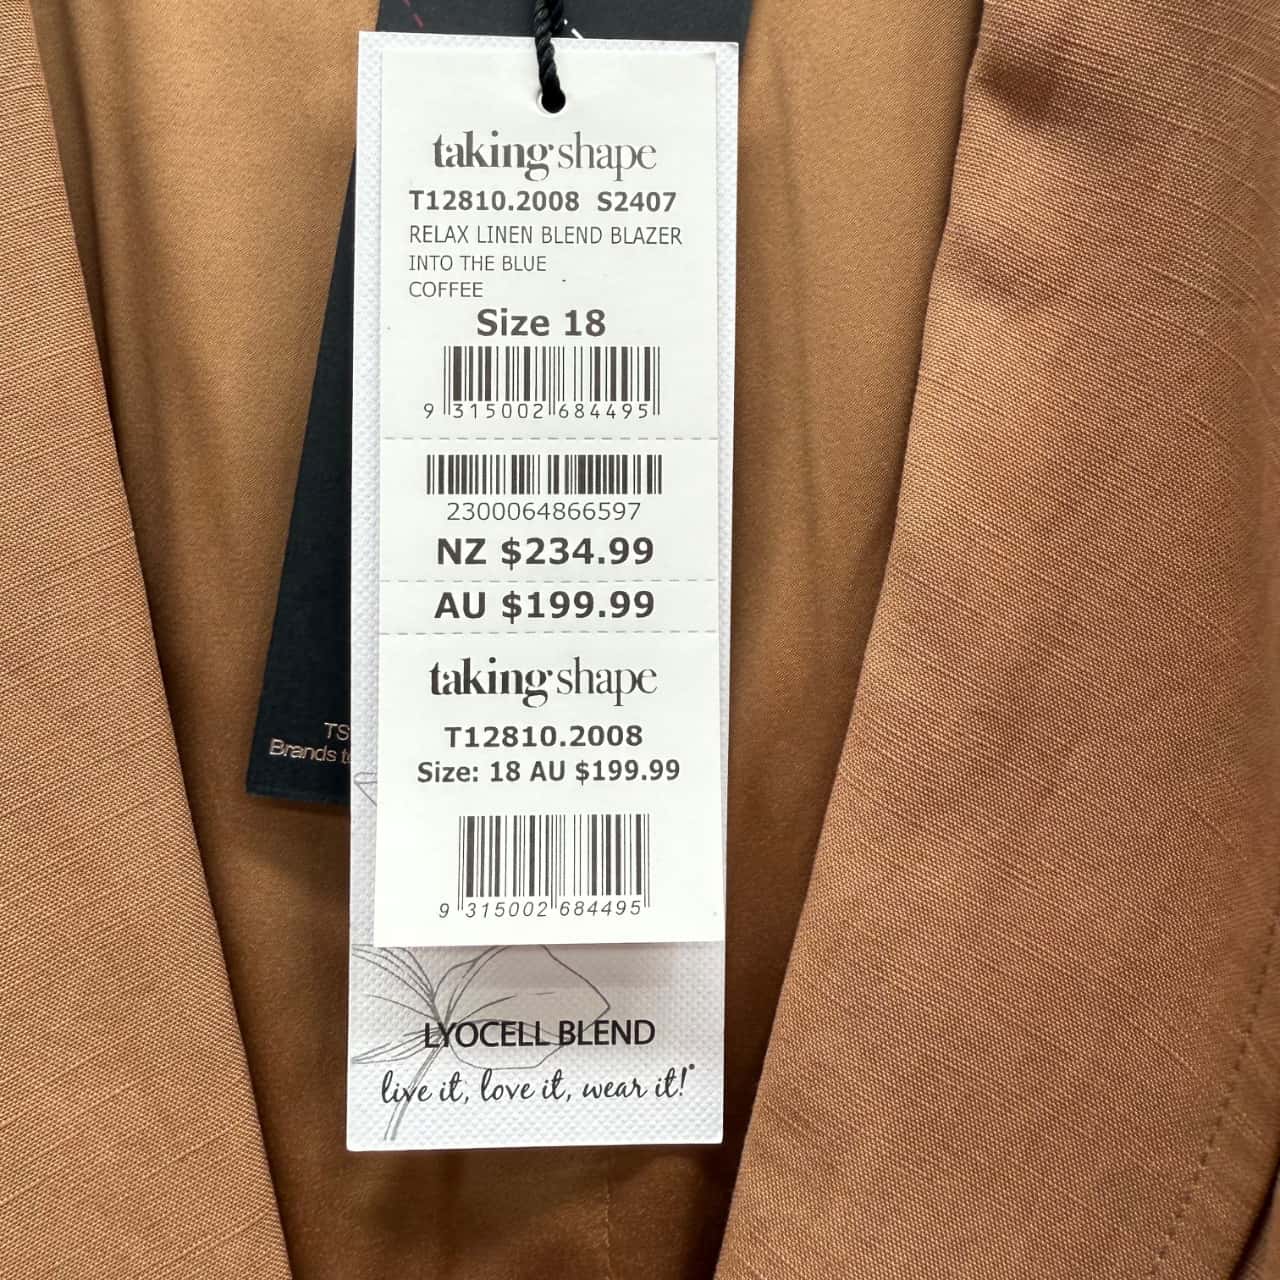 taking shape
T12810.2008 S2407
RELAX LINEN BLEND BLAZER
INTO THE BLUE
COFFEE
Size 18
9 315002 684495
2300064866597
NZ $234.99
AU $199.99
taking shape
T12810.2008
Size: 18 AU $199.99
9 315002 684495
LYOCELL BLEND
live it, love it, wear it!
TS
Brands